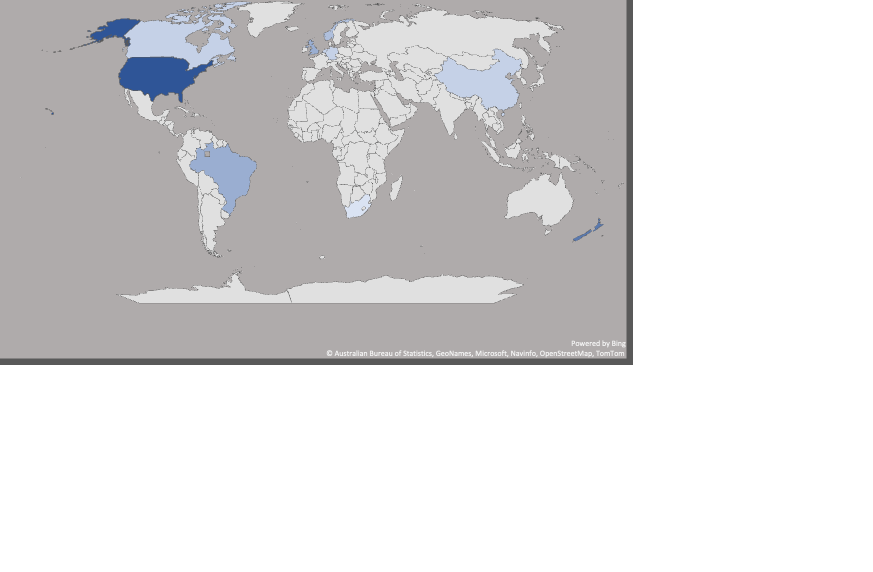 Powered by Bing
© Australian Bureau of Statistics, GeoNames, Microsoft, Navinfo, OpenStreetMap, TomTom